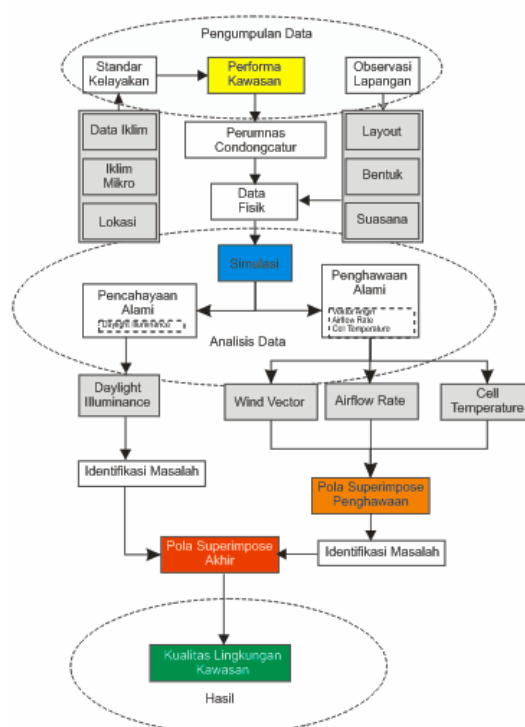 Pengumpulan Data
Standar
Kelayakan
Performa
Kawasan
Observasi
Lapangan
Data Iklim
Iklim
Mikro
Lokasi
Perumnas
Condongcatur
Layout
Bentuk
Suasana
Data
Fisik
Simulasi
Pencahayaan
Alami
Daylight Illuminance
Penghawaan
Alami
Vektor Angin
Airflow Rate
Cell Temperature
Analisis Data
Daylight
Illuminance
Wind Vector
Airflow Rate
Cell
Temperature
Identifikasi Masalah
Pola Superimpose
Penghawaan
Pola Superimpose
Akhir
Identifikasi Masalah
Kualitas Lingkungan
Kawasan
Hasil